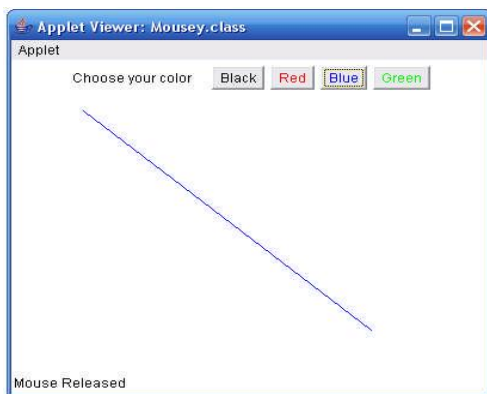 Applet Viewer: Mousey.class
Applet
Choose your color Black Red Blue Green
Mouse Released